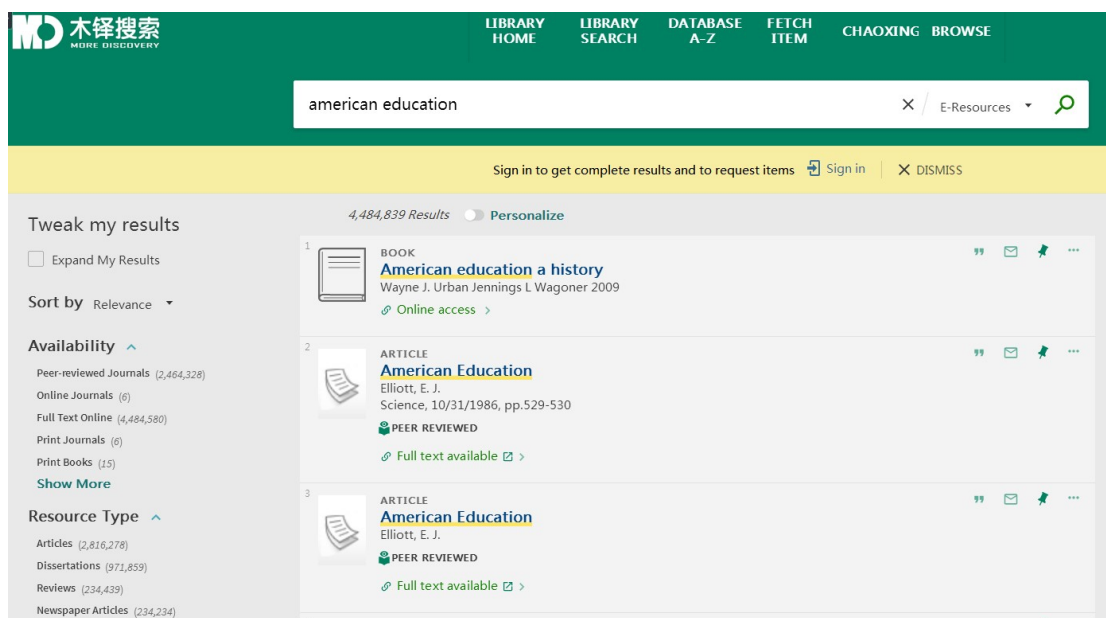 木铎搜索
MORE DISCOVERY
LIBRARY HOME
LIBRARY SEARCH
DATABASE A-Z
FETCH ITEM
CHAOXING
BROWSE
american education
E-Resources
Sign in to get complete results and to request items
Sign in
DISMISS
Tweak my results
Expand My Results
Sort by Relevance
Availability
Peer-reviewed Journals (2,464,328)
Online Journals (6)
Full Text Online (4,484,580)
Print Journals (6)
Print Books (15)
Show More
Resource Type
Articles (2,816,278)
Dissertations (971,859)
Reviews (234,439)
Newspaper Articles (234,234)
4,484,839 Results Personalize
1
BOOK
American education a history
Wayne J. Urban Jennings L Wagoner 2009
Online access
2
ARTICLE
American Education
Elliott, E. J.
Science, 10/31/1986, pp.529-530
PEER REVIEWED
Full text available
3
ARTICLE
American Education
Elliott, E. J.
PEER REVIEWED
Full text available